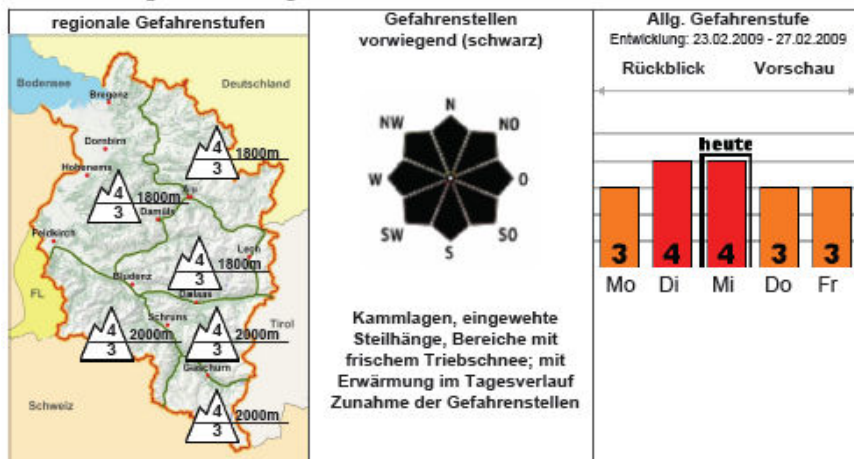 regionale Gefahrenstufen
Bodensee
Deutschland
Bregenz
Dornbirn
4
3
1800m
Hohenems
4
3
1800m
Au
Damüls
Feldkirch
Lech
4
3
1800m
Bludenz
FL
Dalaas
Schruns
4
3
2000m
4
3
2000m
Tirol
Gaschurn
Schweiz
4
3
2000m
Gefahrenstellen
vorwiegend (schwarz)
N
NW
NO
W
O
SW
SO
S
Kammlagen, eingewehte
Steilhänge, Bereiche mit
frischem Triebschnee; mit
Erwärmung im Tagesverlauf
Zunahme der Gefahrenstellen
Allg. Gefahrenstufe
Entwicklung: 23.02.2009 - 27.02.2009
Rückblick Vorschau
heute
3 4 4 3 3
Mo Di Mi Do Fr